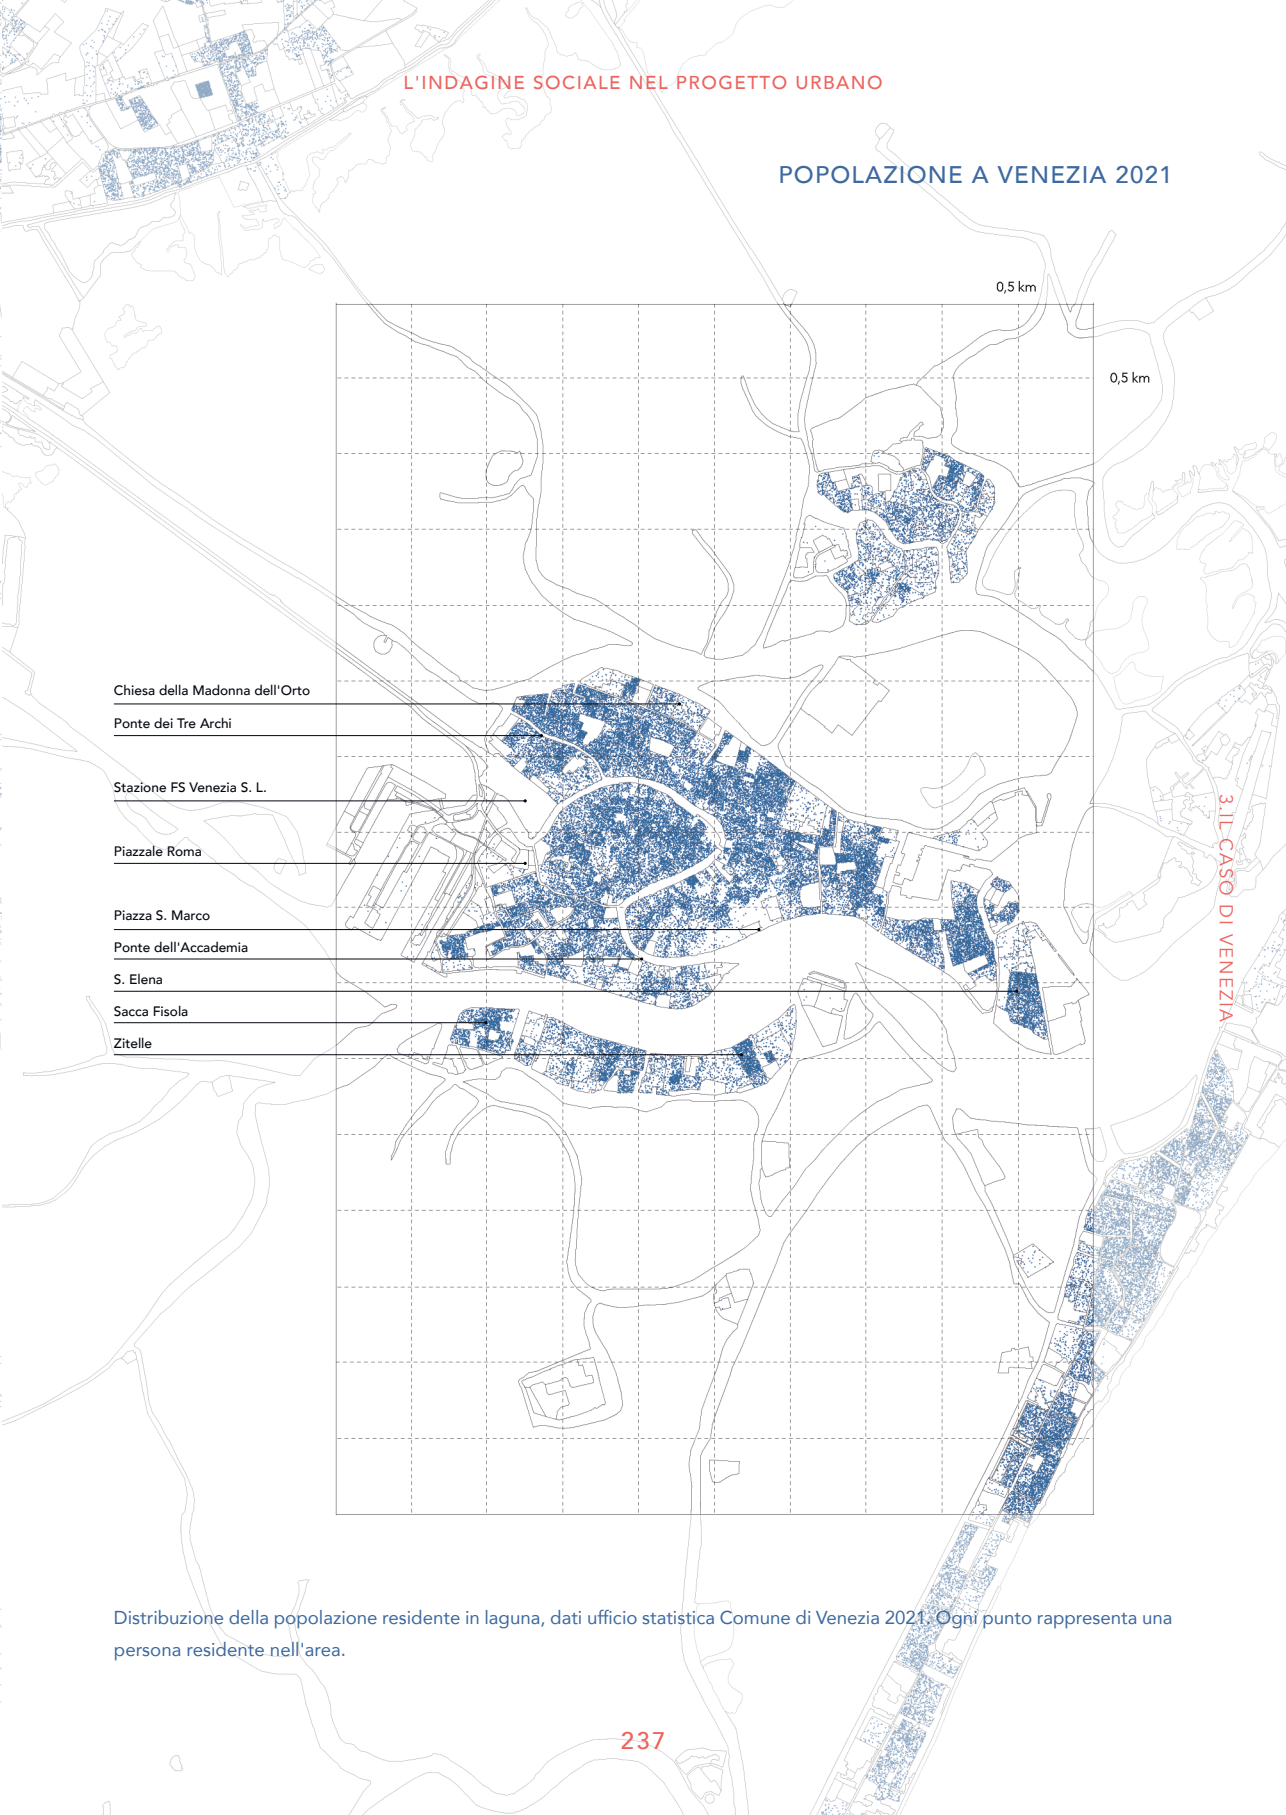 L'INDAGINE SOCIALE NEL PROGETTO URBANO
POPOLAZIONE A VENEZIA 2021
0,5 km
0,5 km
Chiesa della Madonna dell'Orto
Ponte dei Tre Archi
Stazione FS Venezia S. L.
Piazzale Roma
Piazza S. Marco
Ponte dell'Accademia
S. Elena
Sacca Fisola
Zitelle
3.IL CASO DI VENEZIA
Distribuzione della popolazione residente in laguna, dati ufficio statistica Comune di Venezia 2021. Ogni punto rappresenta una
persona residente nell'area.
237